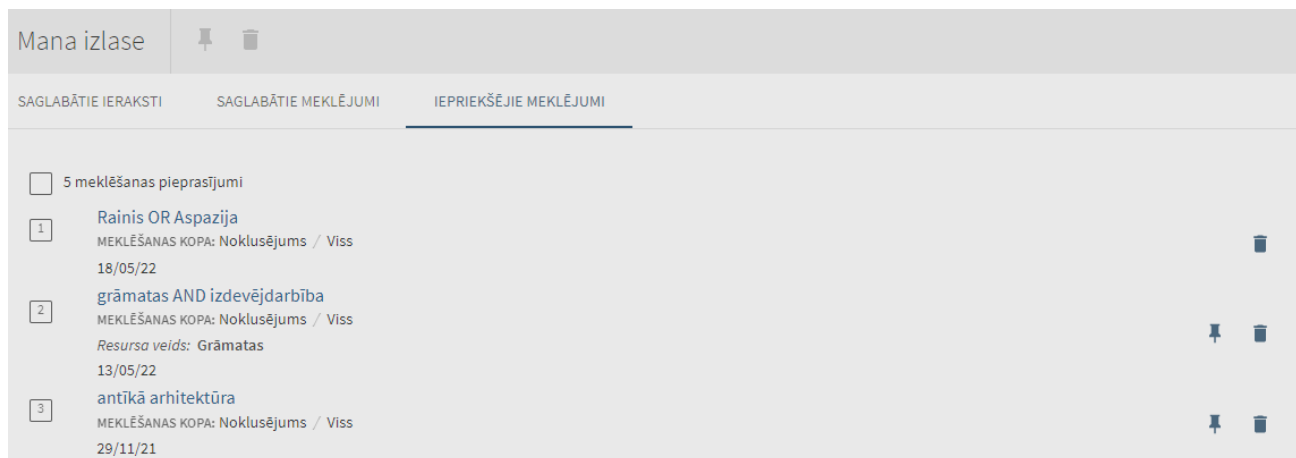 Mana izlase
SAGLABĀTIE IERAKSTI SAGLABĀTIE MEKLĒJUMI IEPRIEKŠĒJIE MEKLĒJUMI
5 meklēšanas pieprasījumi
1 Rainis OR Aspazija
MEKLĒŠANAS KOPA: Noklusējums / Viss
18/05/22
2 grāmatas AND izdevējdarbība
MEKLĒŠANAS KOPA: Noklusējums / Viss
Resursa veids: Grāmatas
13/05/22
3 antīkā arhitektūra
MEKLĒŠANAS KOPA: Noklusējums / Viss
29/11/21